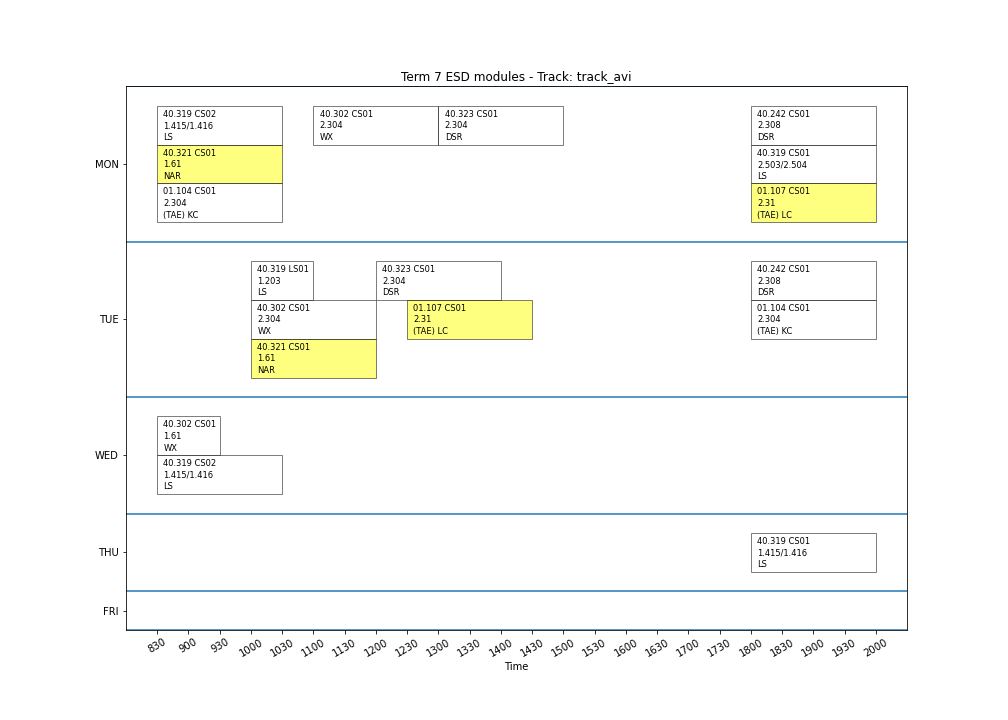 Term 7 ESD modules - Track: track_avi
MON
40.319 CS02
1.415/1.416
LS
40.321 CS01
1.61
NAR
01.104 CS01
2.304
(TAE) KC
40.302 CS01
2.304
WX
40.323 CS01
2.304
DSR
40.242 CS01
2.308
DSR
40.319 CS01
2.503/2.504
LS
01.107 CS01
2.31
(TAE) LC
TUE
40.319 LS01
1.203
LS
40.302 CS01
2.304
WX
40.321 CS01
1.61
NAR
40.323 CS01
2.304
DSR
01.107 CS01
2.31
(TAE) LC
40.242 CS01
2.308
DSR
01.104 CS01
2.304
(TAE) KC
WED
40.302 CS01
1.61
WX
40.319 CS02
1.415/1.416
LS
THU
40.319 CS01
1.415/1.416
LS
FRI
830 900 930 1000 1030 1100 1130 1200 1230 1300 1330 1400 1430 1500 1530 1600 1630 1700 1730 1800 1830 1900 1930 2000
Time